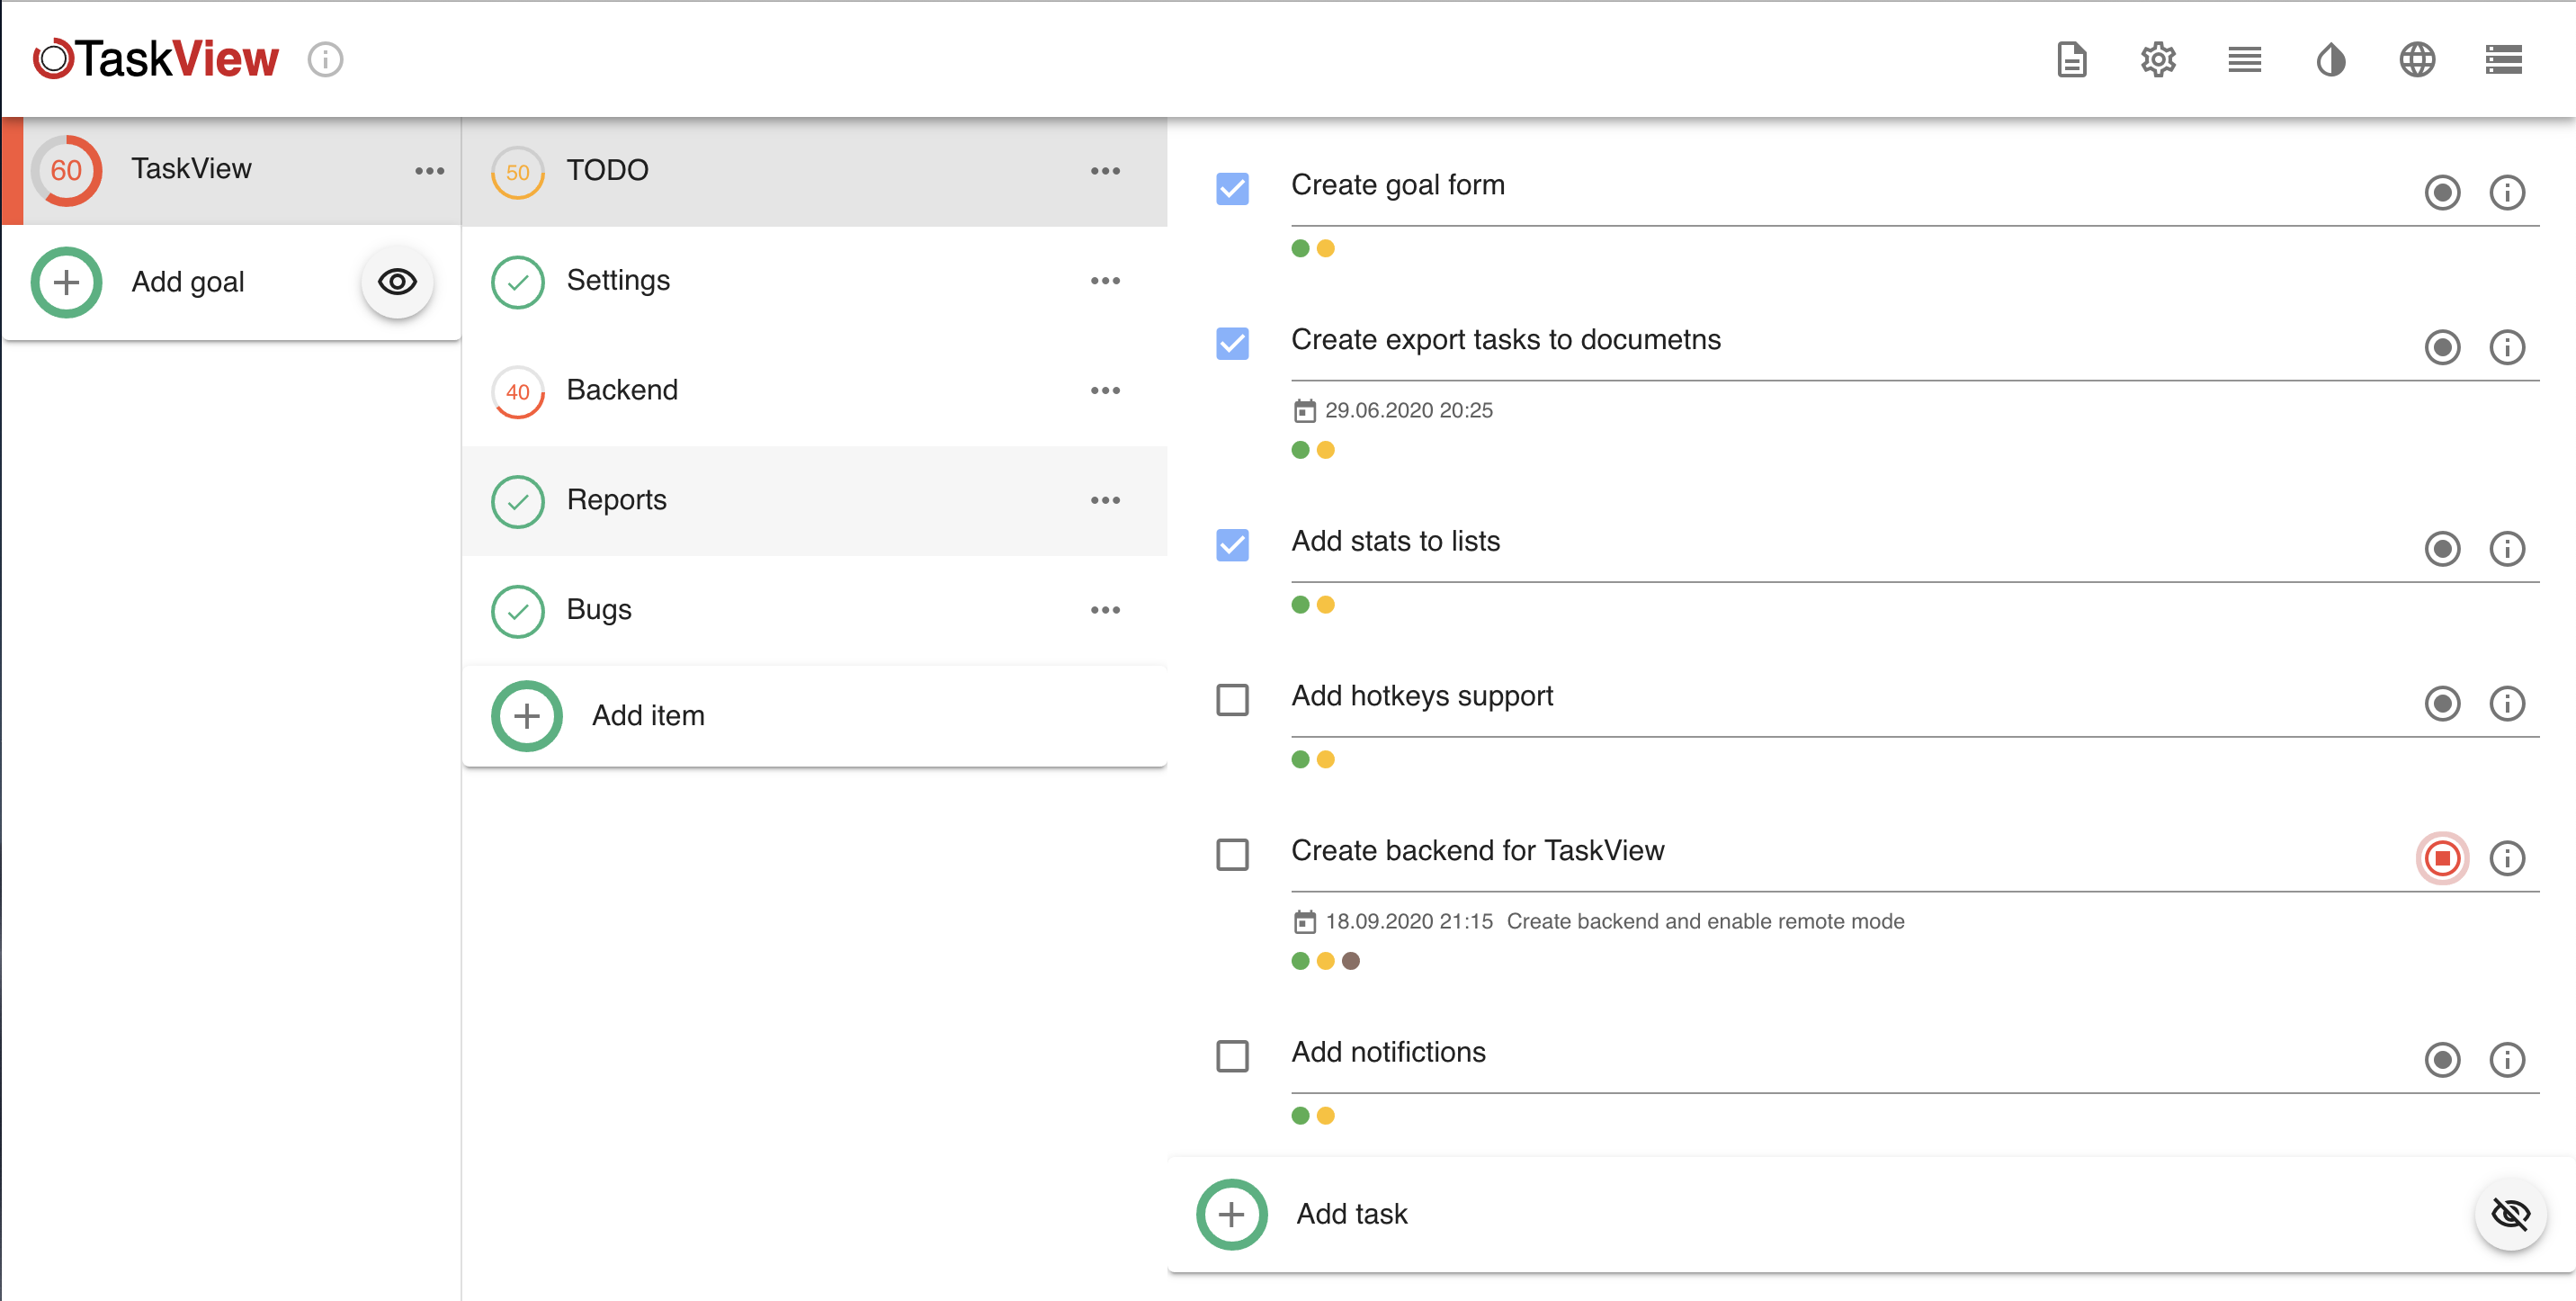 TaskView
60
TaskView
Add goal
50
TODO
Settings
40
Backend
Reports
Bugs
Add item
Create goal form
Create export tasks to documetns
29.06.2020 20:25
Add stats to lists
Add hotkeys support
Create backend for TaskView
18.09.2020 21:15 Create backend and enable remote mode
Add notifictions
Add task